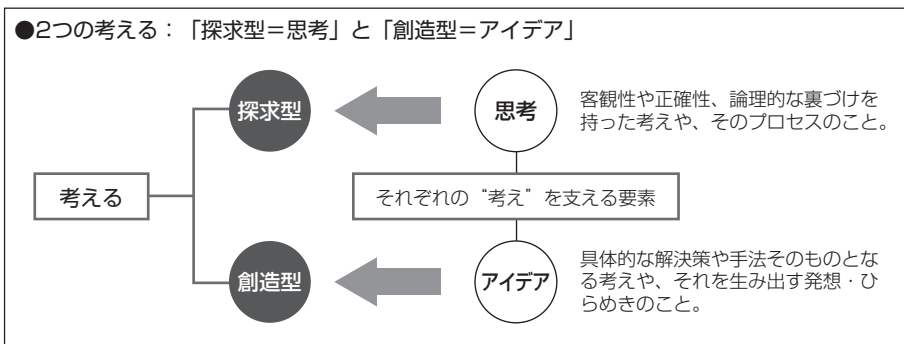 ●2つの考える：「探求型＝思考」と「創造型＝アイデア」
探求型
思考
客観性や正確性、論理的な裏づけを
持った考えや、そのプロセスのこと。
考える
それぞれの“考え”を支える要素
創造型
アイデア
具体的な解決策や手法そのものとな
る考えや、それを生み出す発想・ひ
らめきのこと。